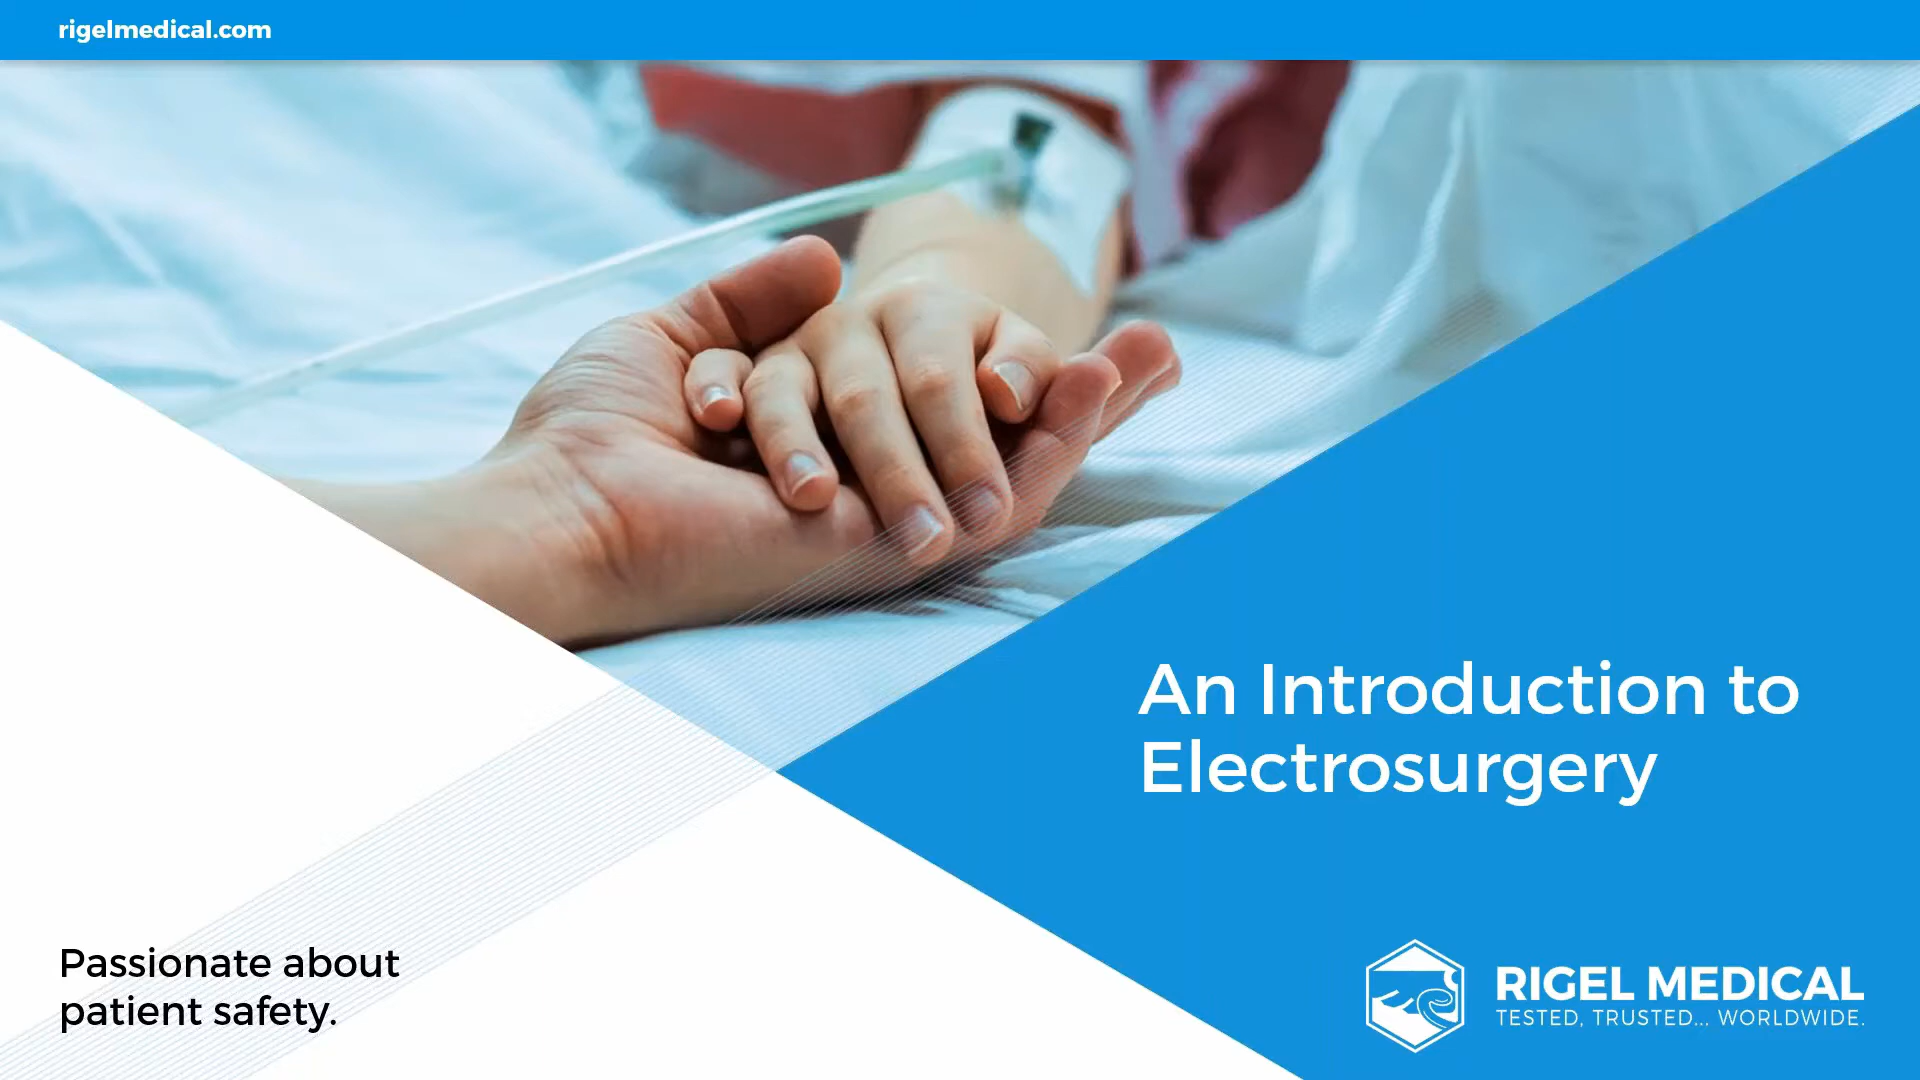 rigelmedical.com
An Introduction to
Electrosurgery
Passionate about
patient safety.
RIGEL MEDICAL
TESTED, TRUSTED... WORLDWIDE.